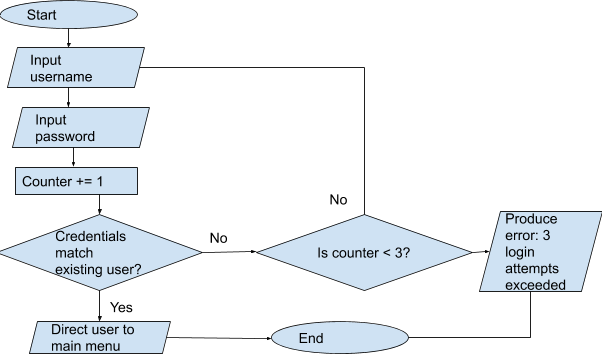 Start
Input
username
Input
password
Counter += 1
Credentials
match
existing user?
No
Is counter < 3?
No
Produce
error: 3
login
attempts
exceeded
Yes
Direct user to
main menu
End